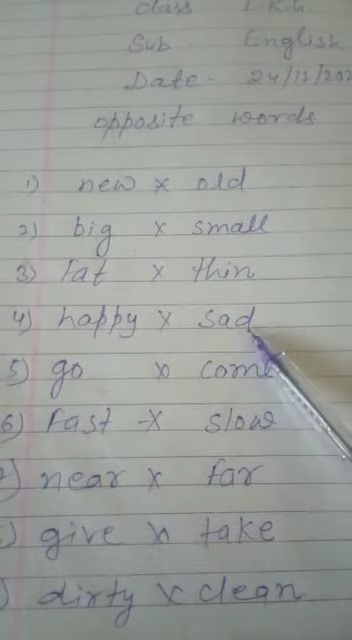 class L.K.G.
Sub. English
Date - 24/12/202
opposite words
1) new x old
2) big x small
3) Fat x thin
4) happy x sad
5) go x come
6) Fast x slow
) near x far
) give x take
) dirty x clean